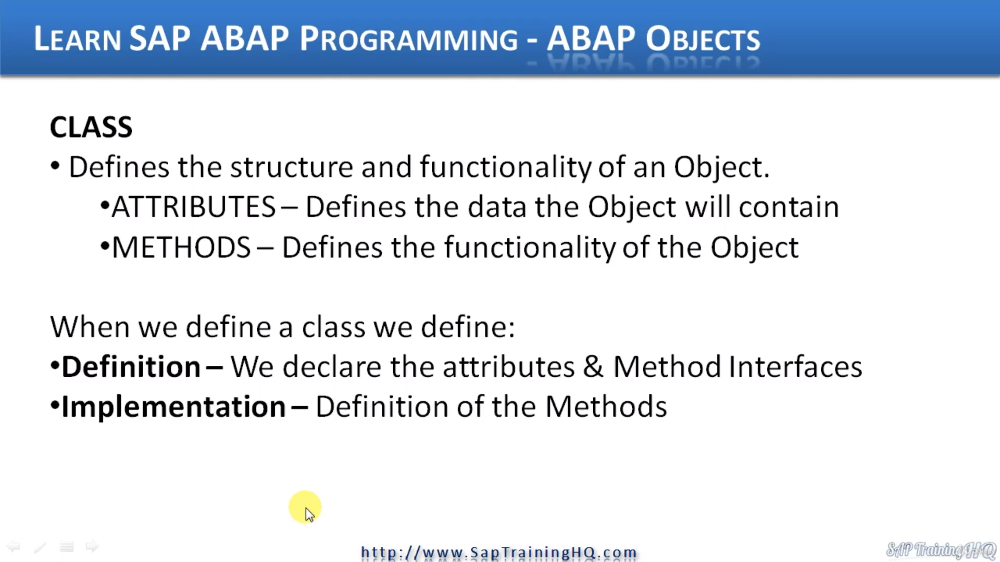 LEARN SAP ABAP PROGRAMMING - ABAP OBJECTS
CLASS
• Defines the structure and functionality of an Object.
•ATTRIBUTES – Defines the data the Object will contain
•METHODS – Defines the functionality of the Object
When we define a class we define:
•Definition – We declare the attributes & Method Interfaces
•Implementation – Definition of the Methods
http://www.SapTrainingHQ.com
SAP TrainingHQ